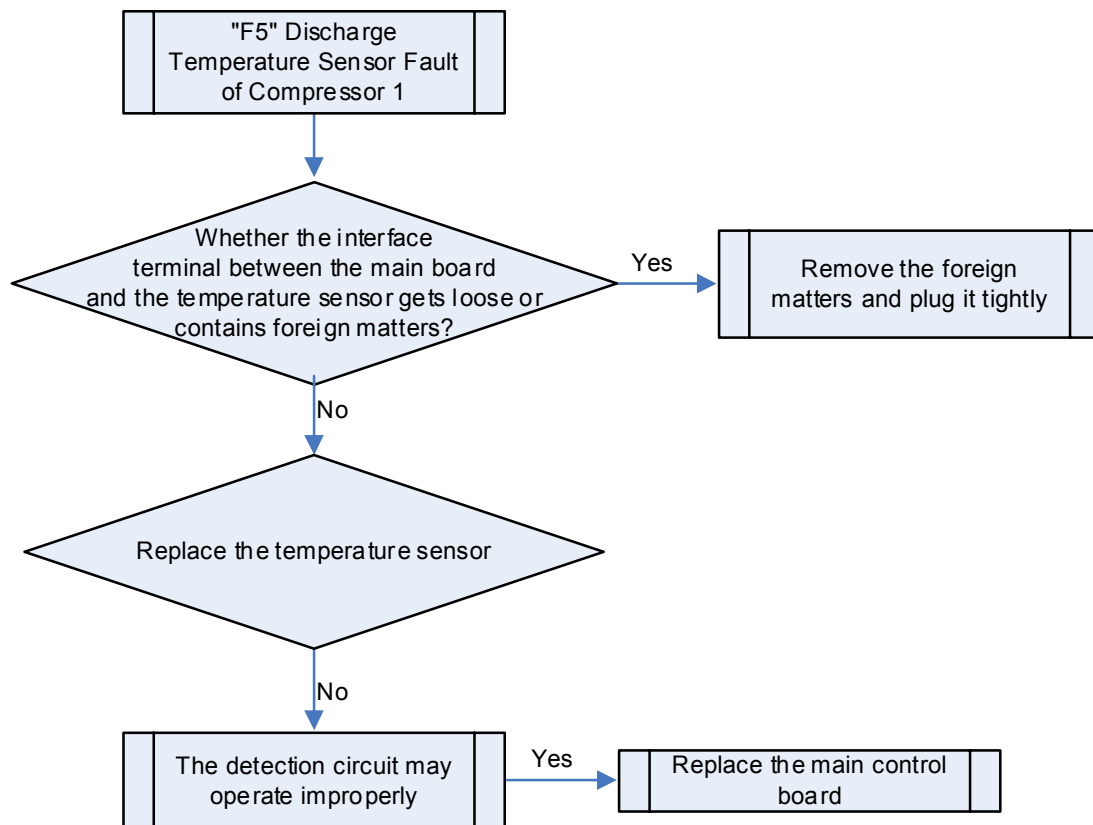 "F5" Discharge
Temperature Sensor Fault
of Compressor 1
Whether the interface
terminal between the main board
and the temperature sensor gets loose or
contains foreign matters?
Yes
Remove the foreign
matters and plug it tightly
No
Replace the temperature sensor
No
The detection circuit may
operate improperly
Yes
Replace the main control
board